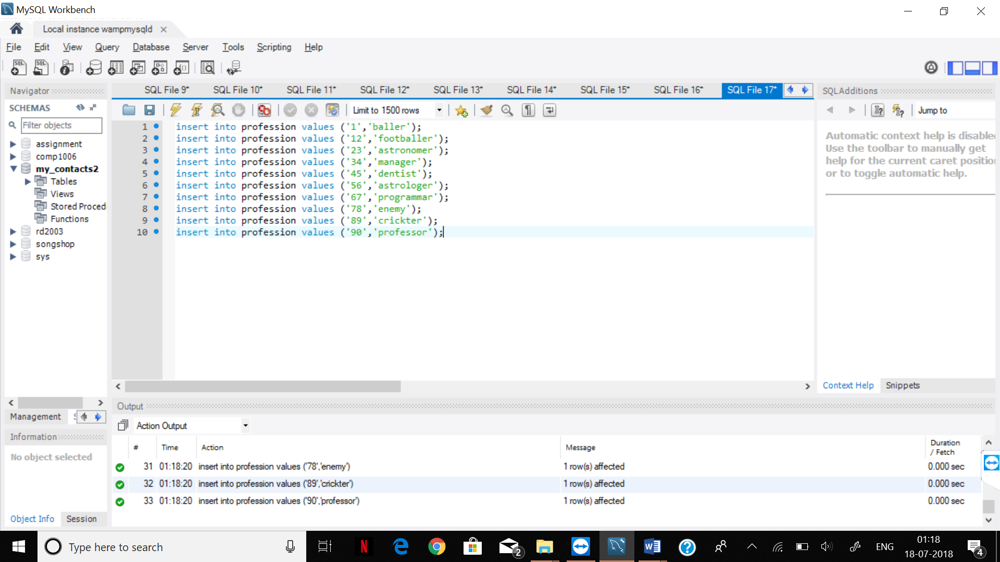 MySQL Workbench
Local instance wampmysqld
File Edit View Query Database Server Tools Scripting Help
Navigator
SCHEMAS
Filter objects
assignment
comp1006
my_contacts2
Tables
Views
Stored Proced
Functions
rd2003
songshop
sys
Management
Information
No object selected
Object Info Session
SQL File 9* SQL File 10* SQL File 11* SQL File 12* SQL File 13* SQL File 14* SQL File 15* SQL File 16* SQL File 17*
Limit to 1500 rows
1 insert into profession values ('1','baller');
2 insert into profession values ('12','footballer');
3 insert into profession values ('23','astronomer');
4 insert into profession values ('34','manager');
5 insert into profession values ('45','dentist');
6 insert into profession values ('56','astrologer');
7 insert into profession values ('67','programmar');
8 insert into profession values ('78','enemy');
9 insert into profession values ('89','crickter');
10 insert into profession values ('90','professor');
SQLAdditions
Jump to
Automatic context help is disable
Use the toolbar to manually get
help for the current caret positio
or to toggle automatic help.
Context Help Snippets
Output
Action Output
# Time Action Message Duration / Fetch
31 01:18:20 insert into profession values ('78','enemy') 1 row(s) affected 0.000 sec
32 01:18:20 insert into profession values ('89','crickter') 1 row(s) affected 0.000 sec
33 01:18:20 insert into profession values ('90','professor') 1 row(s) affected 0.000 sec
Type here to search
2
ENG
01:18
18-07-2018
4